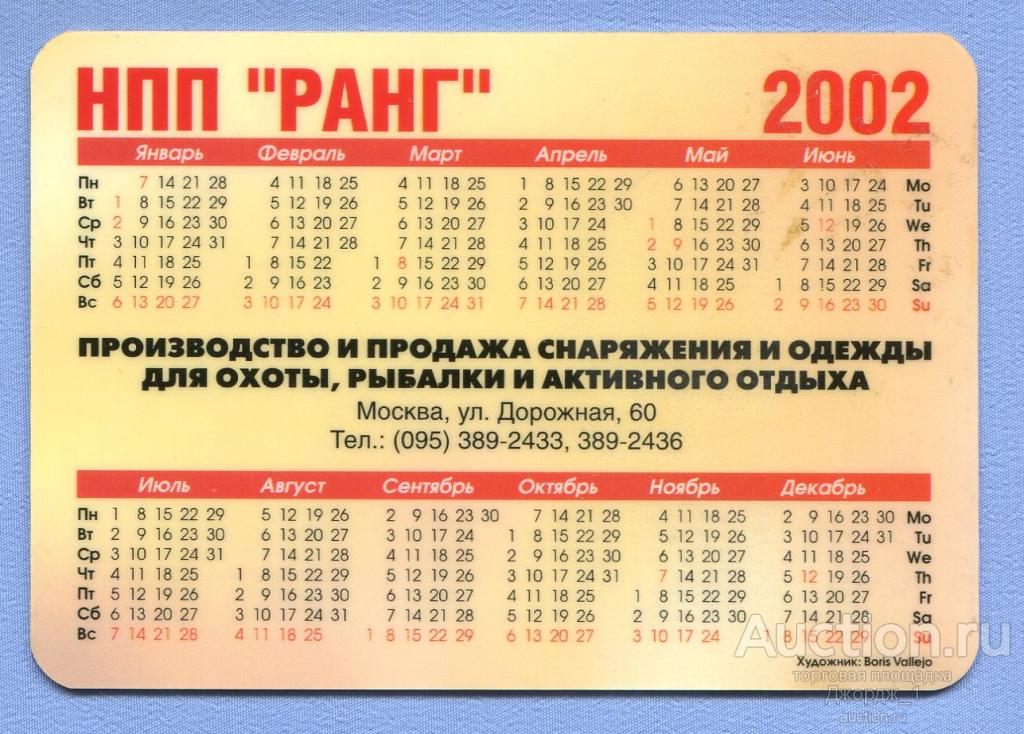 НПП "РАНГ" 2002
Январь Февраль Март Апрель Май Июнь
Пн 7 14 21 28 4 11 18 25 4 11 18 25 1 8 15 22 29 6 13 20 27 3 10 17 24 Mo
Вт 1 8 15 22 29 5 12 19 26 5 12 19 26 2 9 16 23 30 7 14 21 28 4 11 18 25 Tu
Ср 2 9 16 23 30 6 13 20 27 6 13 20 27 3 10 17 24 1 8 15 22 29 5 12 19 26 We
Чт 3 10 17 24 31 7 14 21 28 7 14 21 28 4 11 18 25 2 9 16 23 30 6 13 20 27 Th
Пт 4 11 18 25 1 8 15 22 1 8 15 22 29 5 12 19 26 3 10 17 24 31 7 14 21 28 Fr
Сб 5 12 19 26 2 9 16 23 2 9 16 23 30 6 13 20 27 4 11 18 25 1 8 15 22 29 Sa
Вс 6 13 20 27 3 10 17 24 3 10 17 24 31 7 14 21 28 5 12 19 26 2 9 16 23 30 Su
ПРОИЗВОДСТВО И ПРОДАЖА СНАРЯЖЕНИЯ И ОДЕЖДЫ
ДЛЯ ОХОТЫ, РЫБАЛКИ И АКТИВНОГО ОТДЫХА
Москва, ул. Дорожная, 60
Тел.: (095) 389-2433, 389-2436
Июль Август Сентябрь Октябрь Ноябрь Декабрь
Пн 1 8 15 22 29 5 12 19 26 2 9 16 23 30 7 14 21 28 4 11 18 25 2 9 16 23 30 Mo
Вт 2 9 16 23 30 6 13 20 27 3 10 17 24 1 8 15 22 29 5 12 19 26 3 10 17 24 31 Tu
Ср 3 10 17 24 31 7 14 21 28 4 11 18 25 2 9 16 23 30 6 13 20 27 4 11 18 25 We
Чт 4 11 18 25 1 8 15 22 29 5 12 19 26 3 10 17 24 31 7 14 21 28 5 12 19 26 Th
Пт 5 12 19 26 2 9 16 23 30 6 13 20 27 4 11 18 25 1 8 15 22 29 6 13 20 27 Fr
Сб 6 13 20 27 3 10 17 24 31 7 14 21 28 5 12 19 26 2 9 16 23 30 7 14 21 28 Sa
Вс 7 14 21 28 4 11 18 25 1 8 15 22 29 6 13 20 27 3 10 17 24 1 8 15 22 29 Su
Художник: Boris Vallejo
Auction.ru
торговая площадка
Джордж_1
auction.ru